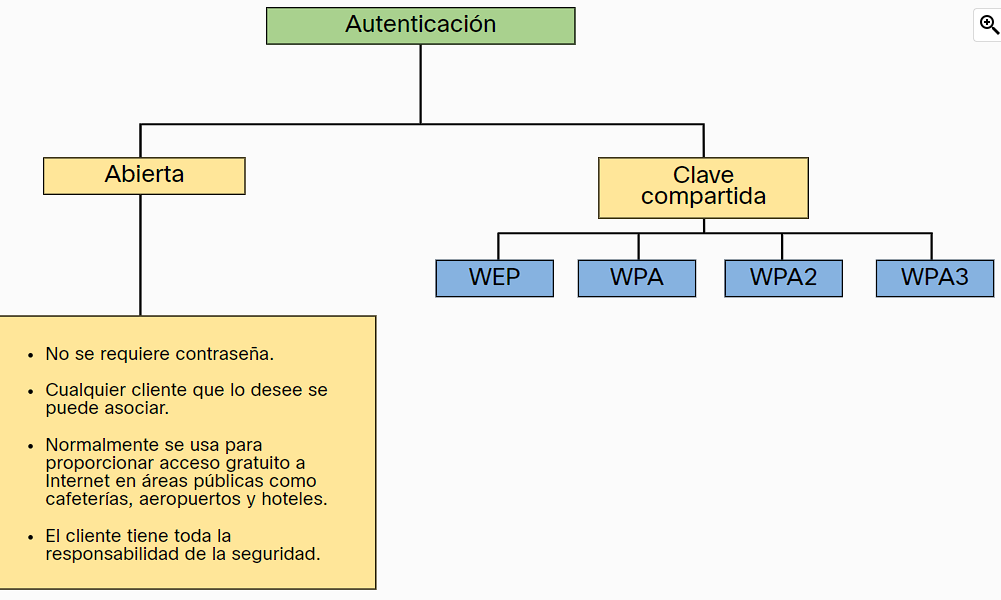 Autenticación
Abierta
Clave
compartida
WEP
WPA
WPA2
WPA3
• No se requiere contraseña.
• Cualquier cliente que lo desee se
puede asociar.
• Normalmente se usa para
proporcionar acceso gratuito a
Internet en áreas públicas como
cafeterías, aeropuertos y hoteles.
• El cliente tiene toda la
responsabilidad de la seguridad.